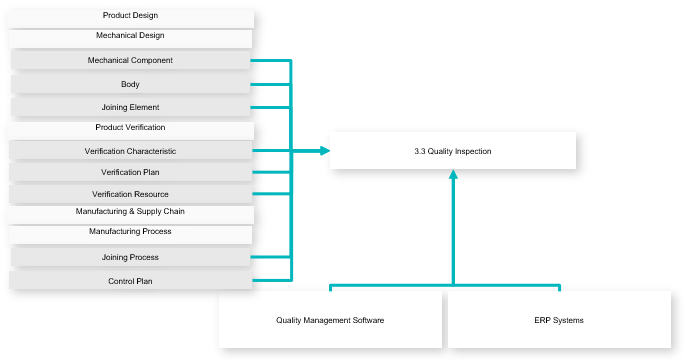 Product Design
Mechanical Design
Mechanical Component
Body
Joining Element
Product Verification
Verification Characteristic
Verification Plan
Verification Resource
Manufacturing & Supply Chain
Manufacturing Process
Joining Process
Control Plan
3.3 Quality Inspection
Quality Management Software
ERP Systems